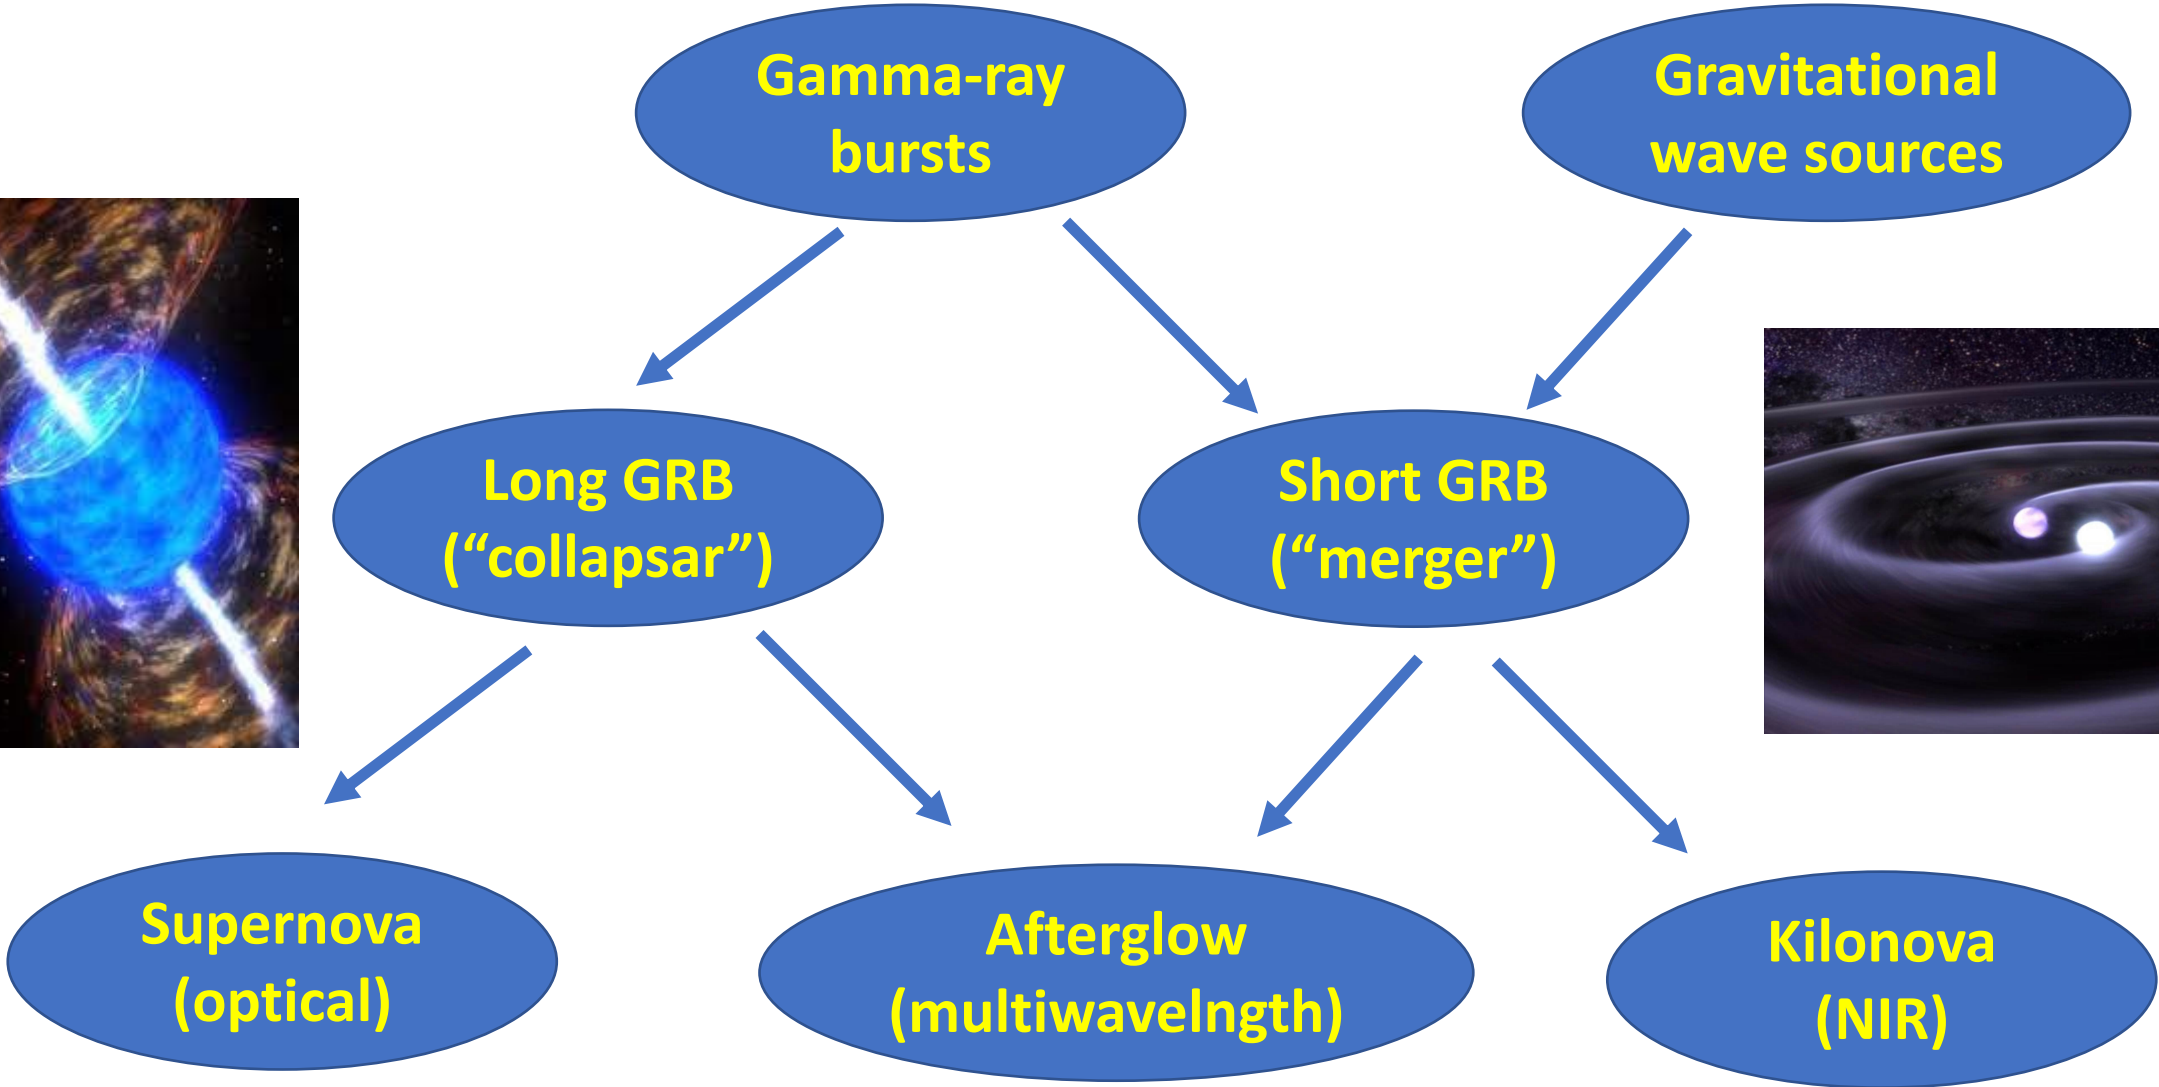 Gamma-ray
bursts
Gravitational
wave sources
Long GRB
(“collapsar”)
Short GRB
(“merger”)
Supernova
(optical)
Afterglow
(multiwavelngth)
Kilonova
(NIR)